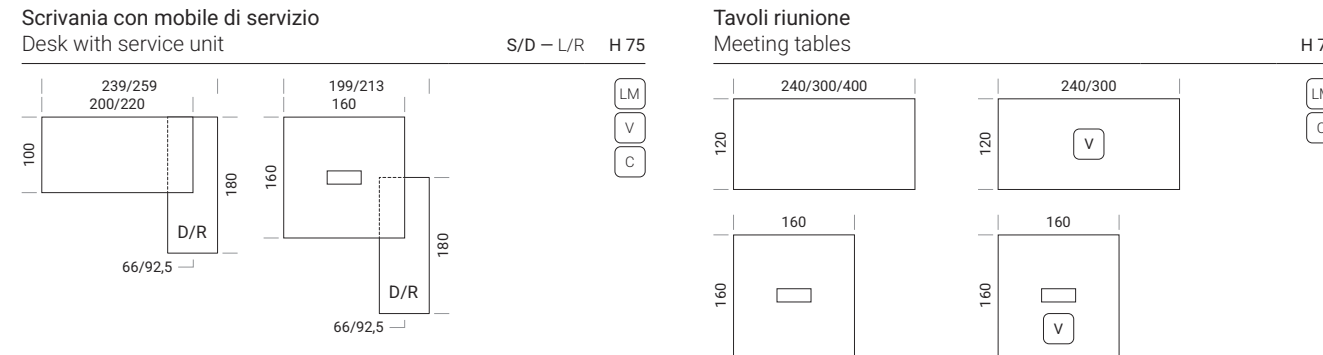 Scrivania con mobile di servizio
Desk with service unit S/D — L/R H 75
239/259
200/220
100
180
D/R
66/92,5
199/213
160
160
180
D/R
66/92,5
LM
V
C
Tavoli riunione
Meeting tables
240/300/400
120
240/300
120
V
160
160
160
160
V